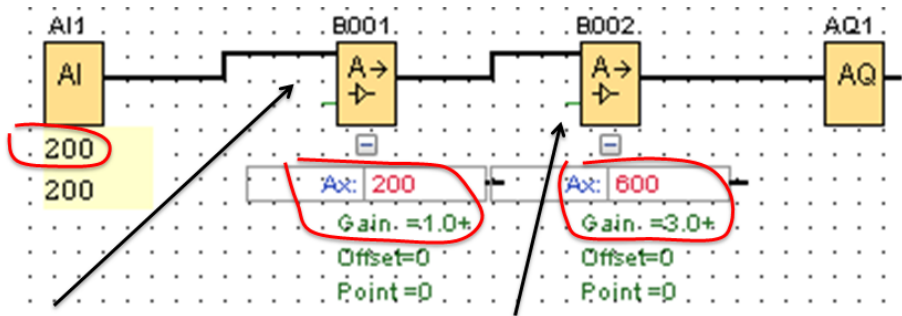 AI1 B001 B002 AQ1
AI A→ A→ AQ
200
200 Ax: 200 Ax: 600
Gain =1.0+ Gain =3.0+
Offset=0 Offset=0
Point=0 Point=0